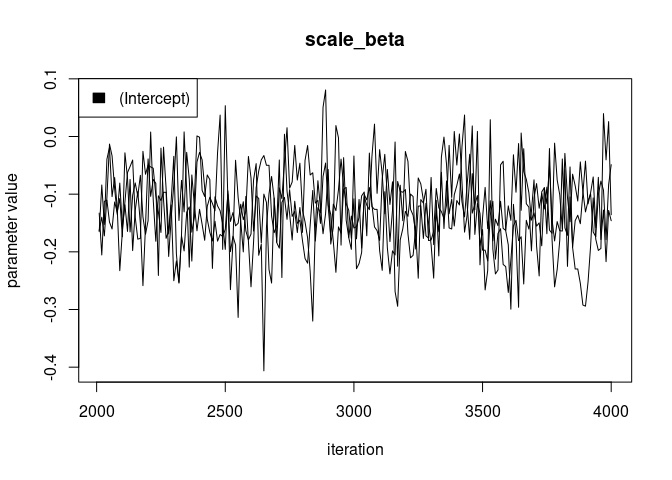 scale_beta
(Intercept)
parameter value
0.1
0.0
-0.1
-0.2
-0.3
-0.4
2000 2500 3000 3500 4000
iteration